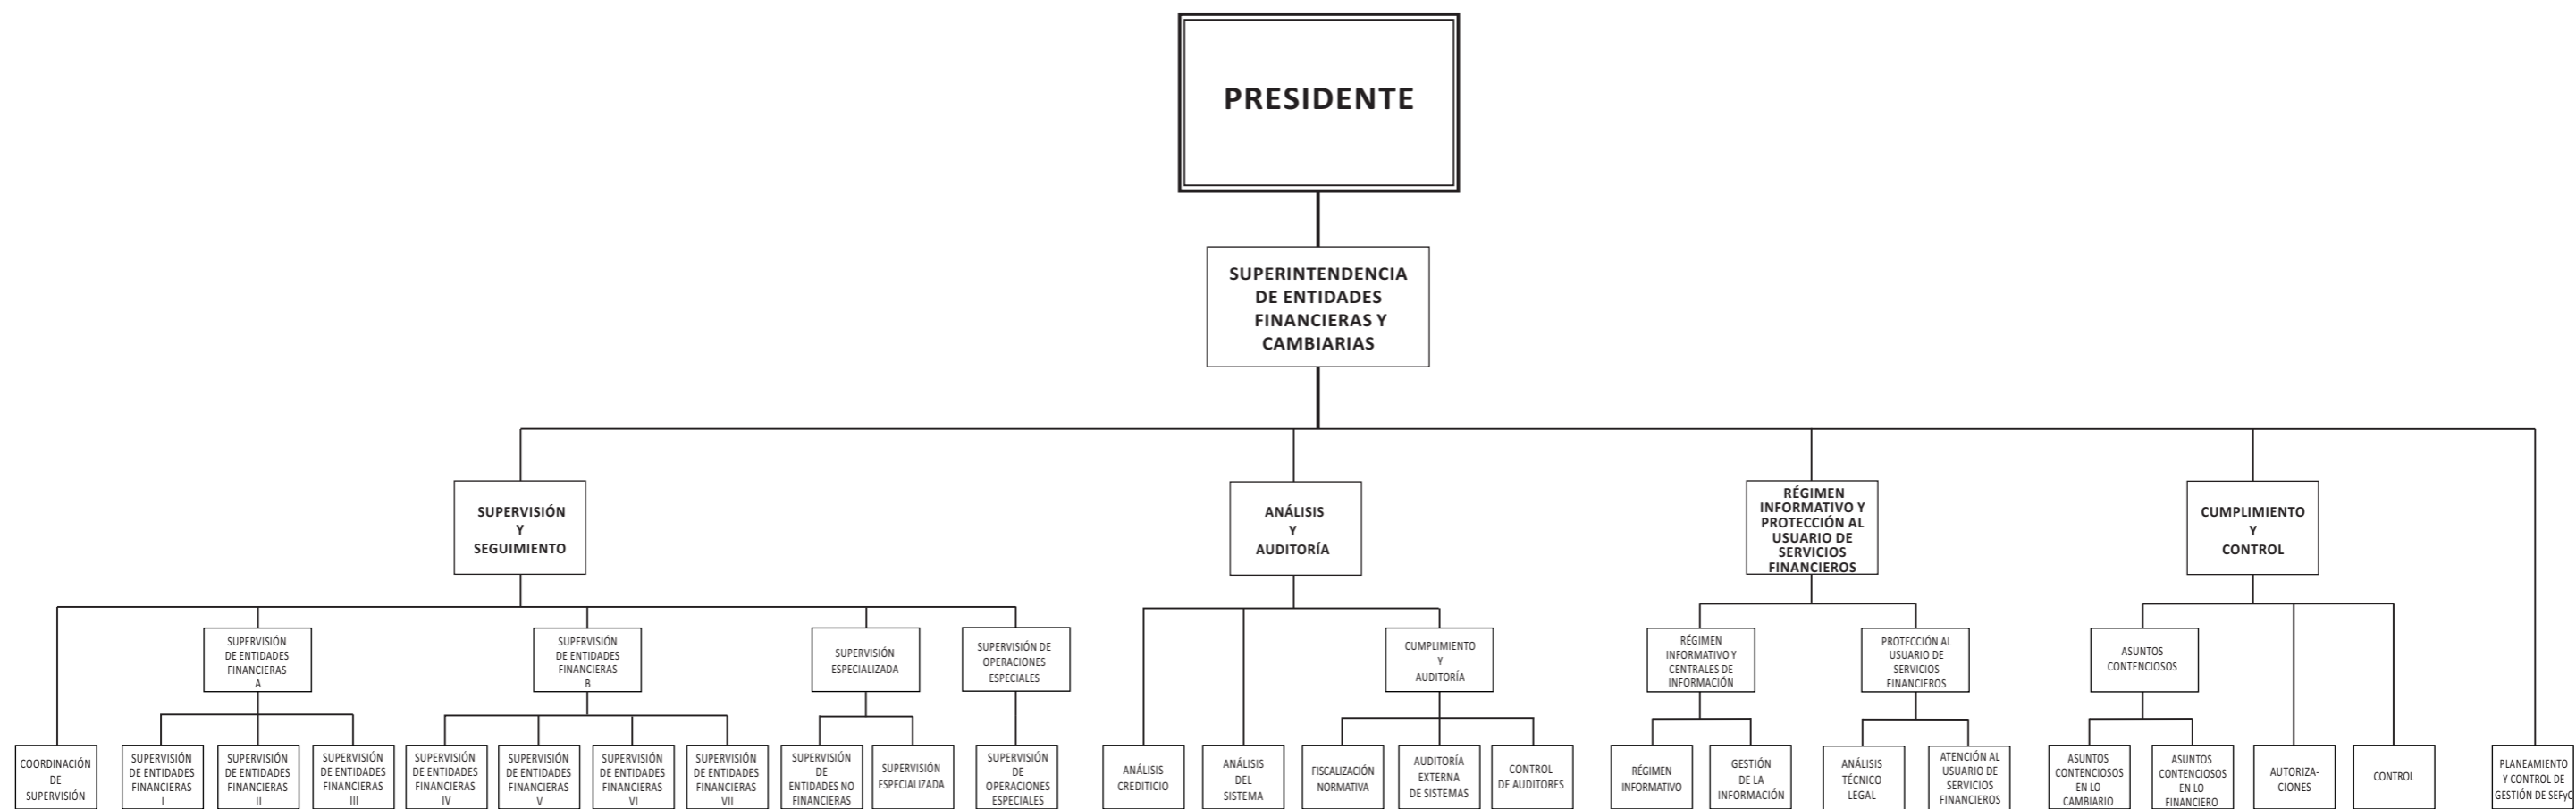 PRESIDENTE
SUPERINTENDENCIA
DE ENTIDADES
FINANCIERAS Y
CAMBIARIAS
SUPERVISIÓN
Y
SEGUIMIENTO
ANÁLISIS
Y
AUDITORÍA
RÉGIMEN
INFORMATIVO Y
PROTECCIÓN AL
USUARIO DE
SERVICIOS
FINANCIEROS
CUMPLIMIENTO
Y
CONTROL
SUPERVISIÓN
DE ENTIDADES
FINANCIERAS
A
SUPERVISIÓN
DE ENTIDADES
FINANCIERAS
B
SUPERVISIÓN
ESPECIALIZADA
SUPERVISIÓN DE
OPERACIONES
ESPECIALES
CUMPLIMIENTO
Y
AUDITORÍA
RÉGIMEN
INFORMATIVO Y
CENTRALES DE
INFORMACIÓN
PROTECCIÓN AL
USUARIO DE
SERVICIOS
FINANCIEROS
ASUNTOS
CONTENCIOSOS
COORDINACIÓN
DE
SUPERVISIÓN
SUPERVISIÓN
DE ENTIDADES
FINANCIERAS
I
SUPERVISIÓN
DE ENTIDADES
FINANCIERAS
II
SUPERVISIÓN
DE ENTIDADES
FINANCIERAS
III
SUPERVISIÓN
DE ENTIDADES
FINANCIERAS
IV
SUPERVISIÓN
DE ENTIDADES
FINANCIERAS
V
SUPERVISIÓN
DE ENTIDADES
FINANCIERAS
VI
SUPERVISIÓN
DE ENTIDADES
FINANCIERAS
VII
SUPERVISIÓN
DE
ENTIDADES NO
FINANCIERAS
SUPERVISIÓN
ESPECIALIZADA
SUPERVISIÓN
DE
OPERACIONES
ESPECIALES
ANÁLISIS
CREDITICIO
ANÁLISIS
DEL
SISTEMA
FISCALIZACIÓN
NORMATIVA
AUDITORÍA
EXTERNA
DE SISTEMAS
CONTROL
DE AUDITORES
RÉGIMEN
INFORMATIVO
GESTIÓN
DE LA
INFORMACIÓN
ANÁLISIS
TÉCNICO
LEGAL
ATENCIÓN AL
USUARIO DE
SERVICIOS
FINANCIEROS
ASUNTOS
CONTENCIOSOS
EN LO
CAMBIARIO
ASUNTOS
CONTENCIOSOS
EN LO
FINANCIERO
AUTORIZA-
CIONES
CONTROL
PLANEAMIENTO
Y CONTROL DE
GESTIÓN DE SEFyC